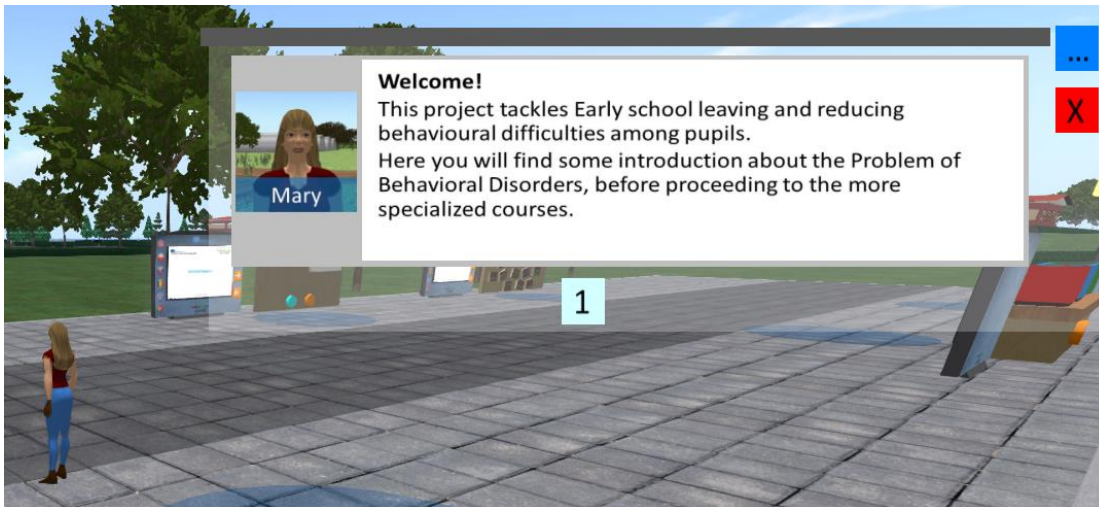 Welcome!
This project tackles Early school leaving and reducing
behavioural difficulties among pupils.
Here you will find some introduction about the Problem of
Behavioral Disorders, before proceeding to the more
specialized courses.
Mary
1
...
X